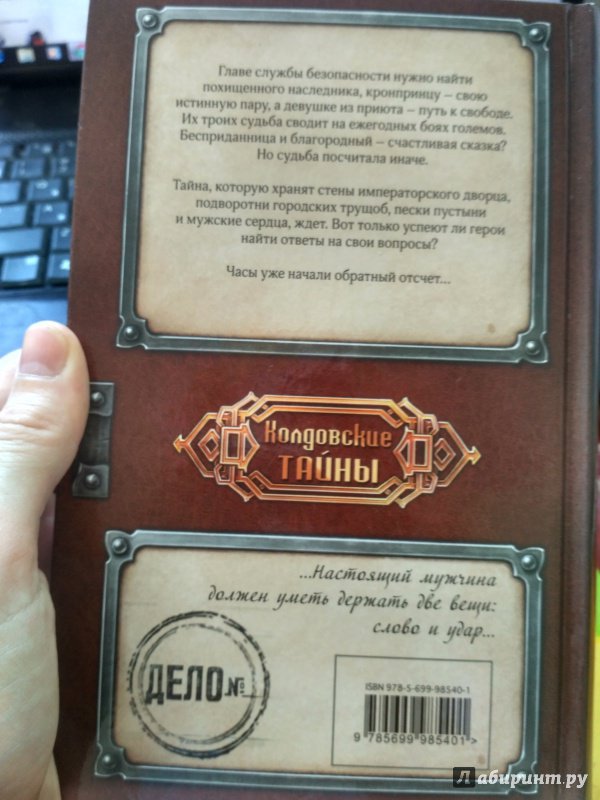 Главе службы безопасности нужно найти
похищенного наследника, кронпринцу – свою
истинную пару, а девушке из приюта – путь к свободе.
Их троих судьба сводит на ежегодных боях големов.
Бесприданница и благородный – счастливая сказка?
Но судьба посчитала иначе.
Тайна, которую хранят стены императорского дворца,
подворотни городских трущоб, пески пустыни
и мужские сердца, ждет. Вот только успеют ли герои
найти ответы на свои вопросы?
Часы уже начали обратный отсчет...
Колдовские
ТАЙНЫ
...Настоящий мужчина
должен уметь держать две вещи:
слово и удар...
ДЕЛО №
ISBN 978-5-699-98540-1
9 785699 985401 >
Лабиринт.ру